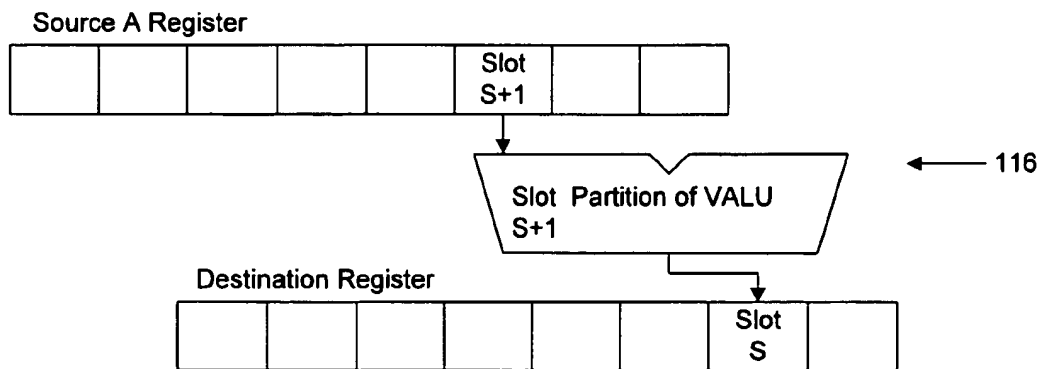 Source A Register
Slot
S+1
116
Slot Partition of VALU
S+1
Destination Register
Slot
S